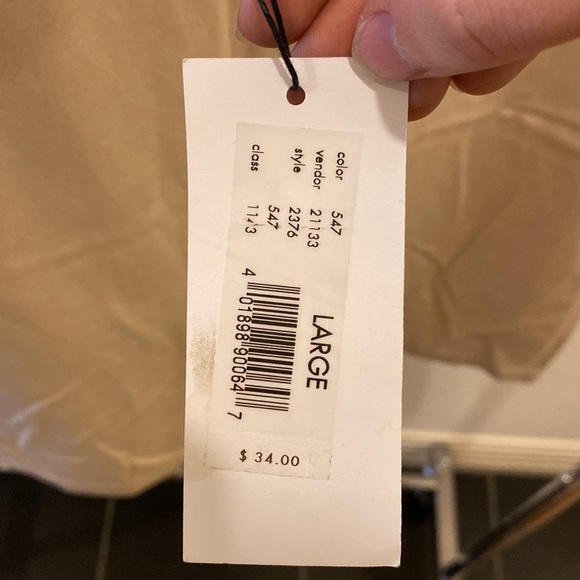 color 547
vendor 21133
style 2376
547
class 1143
LARGE
4 01898 90064 7
$ 34.00